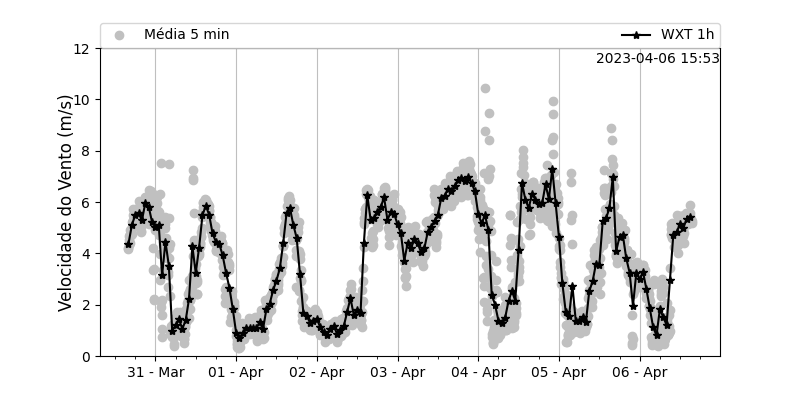 Média 5 min
WXT 1h
2023-04-06 15:53
Velocidade do Vento (m/s)
12
10
8
6
4
2
0
31 - Mar
01 - Apr
02 - Apr
03 - Apr
04 - Apr
05 - Apr
06 - Apr